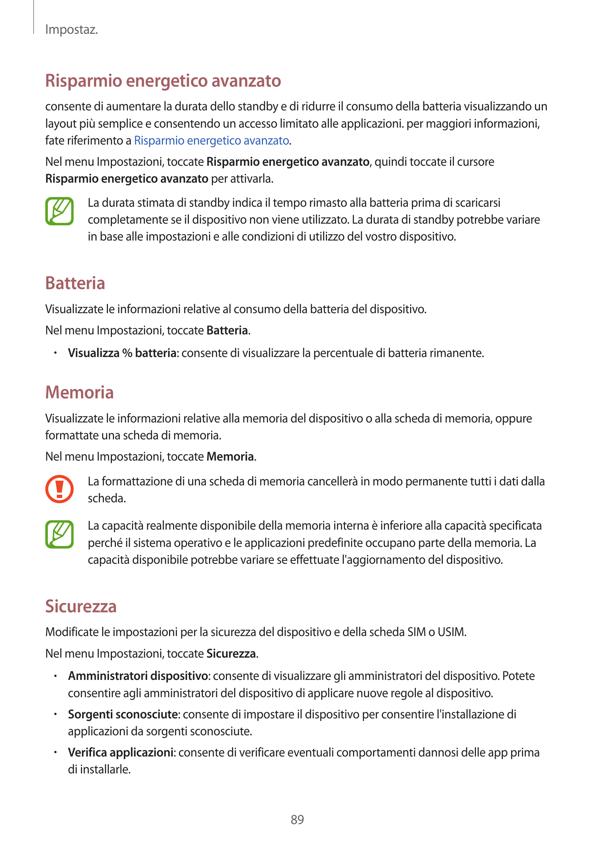 Impostaz.
Risparmio energetico avanzato
consente di aumentare la durata dello standby e di ridurre il consumo della batteria visualizzando un
layout più semplice e consentendo un accesso limitato alle applicazioni. per maggiori informazioni,
fate riferimento a Risparmio energetico avanzato.
Nel menu Impostazioni, toccate Risparmio energetico avanzato, quindi toccate il cursore
Risparmio energetico avanzato per attivarla.
La durata stimata di standby indica il tempo rimasto alla batteria prima di scaricarsi
completamente se il dispositivo non viene utilizzato. La durata di standby potrebbe variare
in base alle impostazioni e alle condizioni di utilizzo del vostro dispositivo.
Batteria
Visualizzate le informazioni relative al consumo della batteria del dispositivo.
Nel menu Impostazioni, toccate Batteria.
• Visualizza % batteria: consente di visualizzare la percentuale di batteria rimanente.
Memoria
Visualizzate le informazioni relative alla memoria del dispositivo o alla scheda di memoria, oppure
formattate una scheda di memoria.
Nel menu Impostazioni, toccate Memoria.
La formattazione di una scheda di memoria cancellerà in modo permanente tutti i dati dalla
scheda.
La capacità realmente disponibile della memoria interna è inferiore alla capacità specificata
perché il sistema operativo e le applicazioni predefinite occupano parte della memoria. La
capacità disponibile potrebbe variare se effettuate l'aggiornamento del dispositivo.
Sicurezza
Modificate le impostazioni per la sicurezza del dispositivo e della scheda SIM o USIM.
Nel menu Impostazioni, toccate Sicurezza.
• Amministratori dispositivo: consente di visualizzare gli amministratori del dispositivo. Potete
consentire agli amministratori del dispositivo di applicare nuove regole al dispositivo.
• Sorgenti sconosciute: consente di impostare il dispositivo per consentire l'installazione di
applicazioni da sorgenti sconosciute.
• Verifica applicazioni: consente di verificare eventuali comportamenti dannosi delle app prima
di installarle.
89